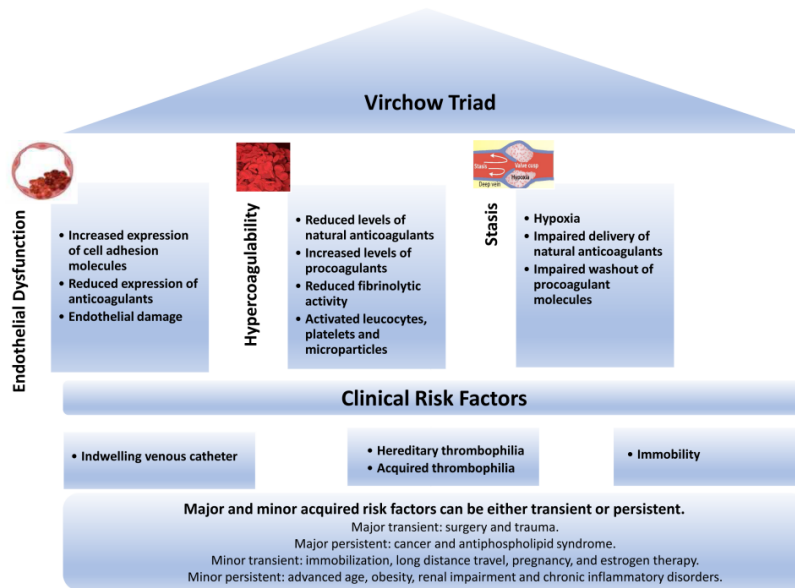 Virchow Triad
Endothelial Dysfunction
• Increased expression
of cell adhesion
molecules
• Reduced expression of
anticoagulants
• Endothelial damage
Hypercoagulability
• Reduced levels of
natural anticoagulants
• Increased levels of
procoagulants
• Reduced fibrinolytic
activity
• Activated leucocytes,
platelets and
microparticles
Stasis
Stasis
Valve cusp
Hypoxia
Deep vein
• Hypoxia
• Impaired delivery of
natural anticoagulants
• Impaired washout of
procoagulant
molecules
Clinical Risk Factors
• Indwelling venous catheter
• Hereditary thrombophilia
• Acquired thrombophilia
• Immobility
Major and minor acquired risk factors can be either transient or persistent.
Major transient: surgery and trauma.
Major persistent: cancer and antiphospholipid syndrome.
Minor transient: immobilization, long distance travel, pregnancy, and estrogen therapy.
Minor persistent: advanced age, obesity, renal impairment and chronic inflammatory disorders.